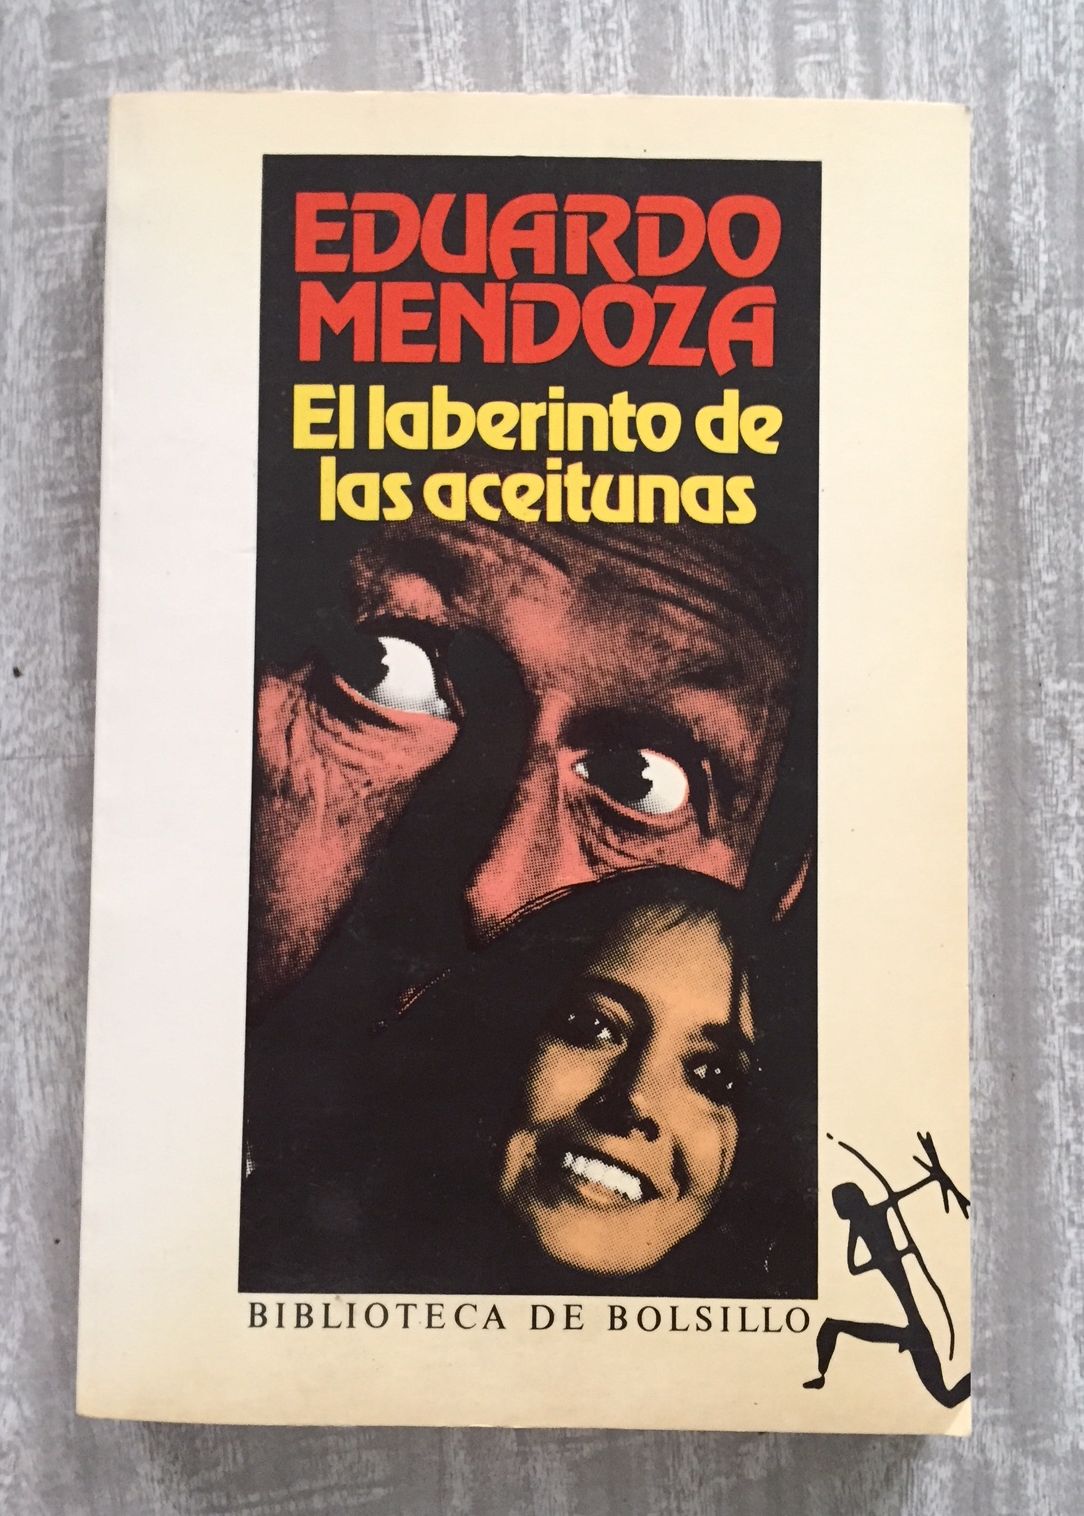 EDUARDO
MENDOZA
El laberinto de
las aceitunas
BIBLIOTECA DE BOLSILLO